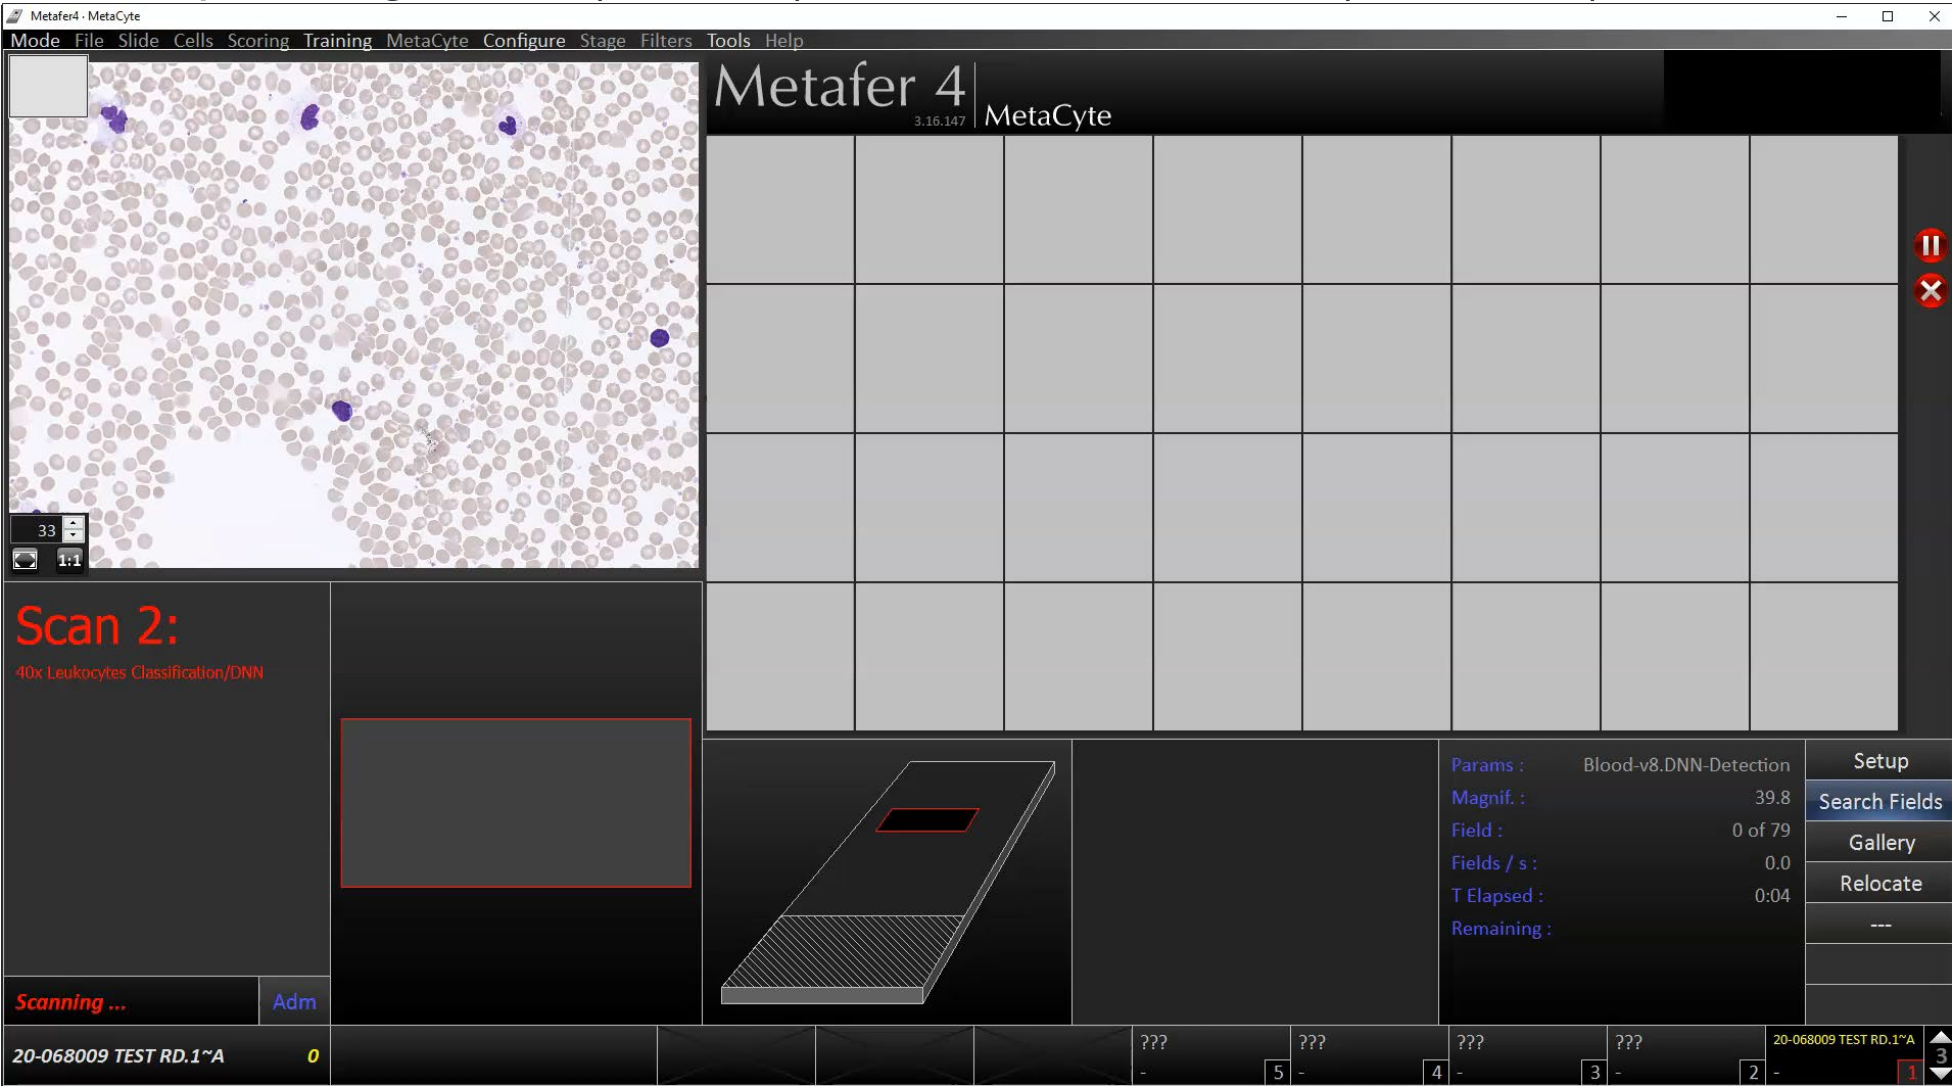 Metafer4 - MetaCyte
Mode File Slide Cells Scoring Training MetaCyte Configure Stage Filters Tools Help
Metafer 4
3.16.147
MetaCyte
33
1:1
Scan 2:
40x Leukocytes Classification/DNN
Params : Blood-v8.DNN-Detection
Magnif. : 39.8
Field : 0 of 79
Fields / s : 0.0
T Elapsed : 0:04
Remaining :
Setup
Search Fields
Gallery
Relocate
---
Scanning ...
Adm
20-068009 TEST RD.1~A 0
??? - 5
??? - 4
??? - 3
??? - 2
20-068009 TEST RD.1~A - 1
3